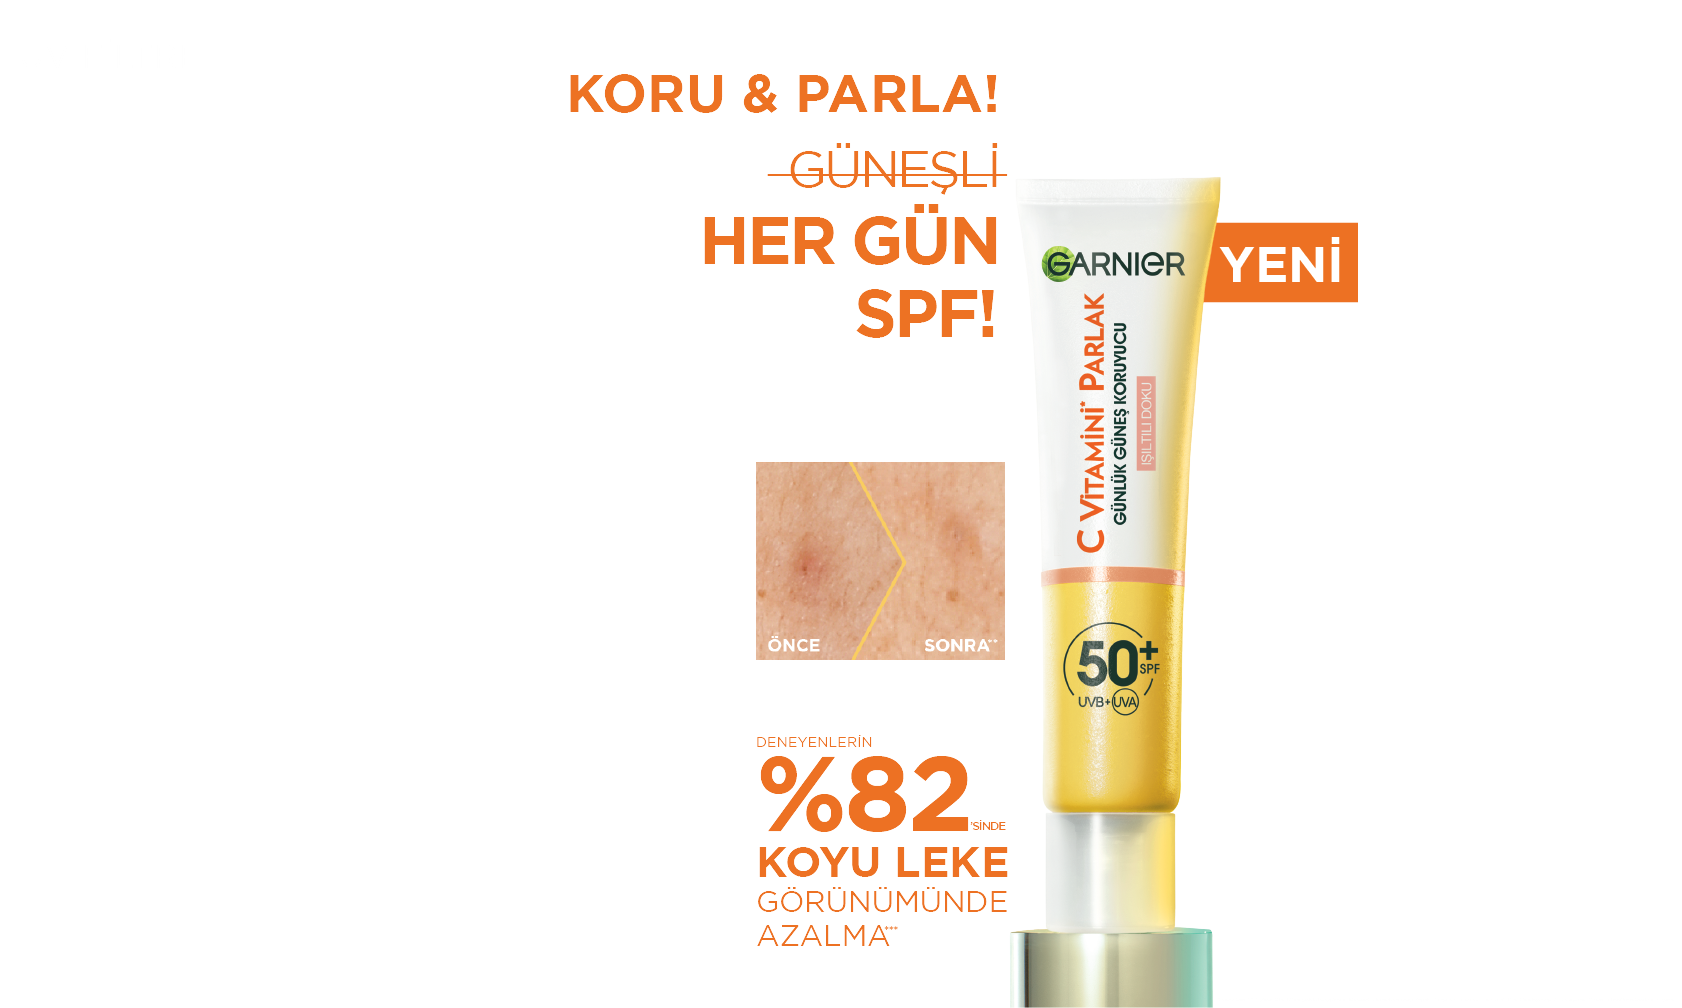 KORU & PARLA!
GÜNEŞLİ
HER GÜN
SPF!
YENİ
GARNIER
C VİTAMİNİ* PARLAK
GÜNLÜK GÜNEŞ KORUYUCU
IŞILTILI DOKU
50+
SPF
UVB+UVA
ÖNCE
SONRA**
DENEYENLERİN
%82'SİNDE
KOYU LEKE
GÖRÜNÜMÜNDE
AZALMA***